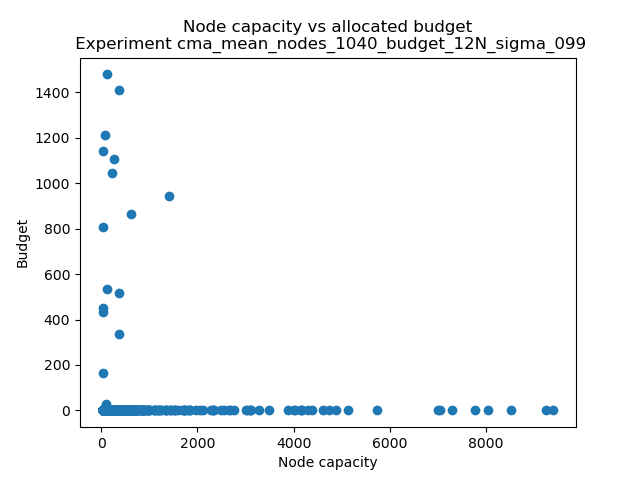 Node capacity vs allocated budget
Experiment cma_mean_nodes_1040_budget_12N_sigma_099
1400
1200
1000
800
600
400
200
0
Budget
0 2000 4000 6000 8000
Node capacity